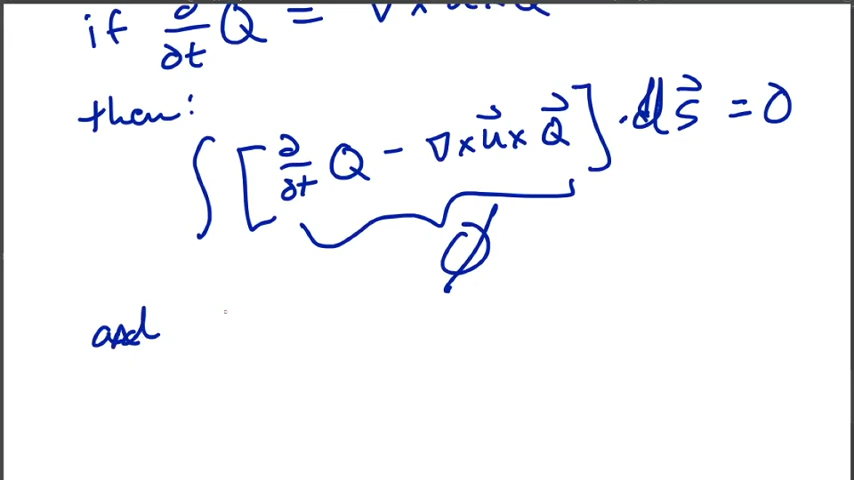 if ∂/∂t Q = ∇ × u × Q
then:
∫ [ ∂/∂t Q − ∇ × u⃗ × Q⃗ ] · ds⃗ = 0
∅
and